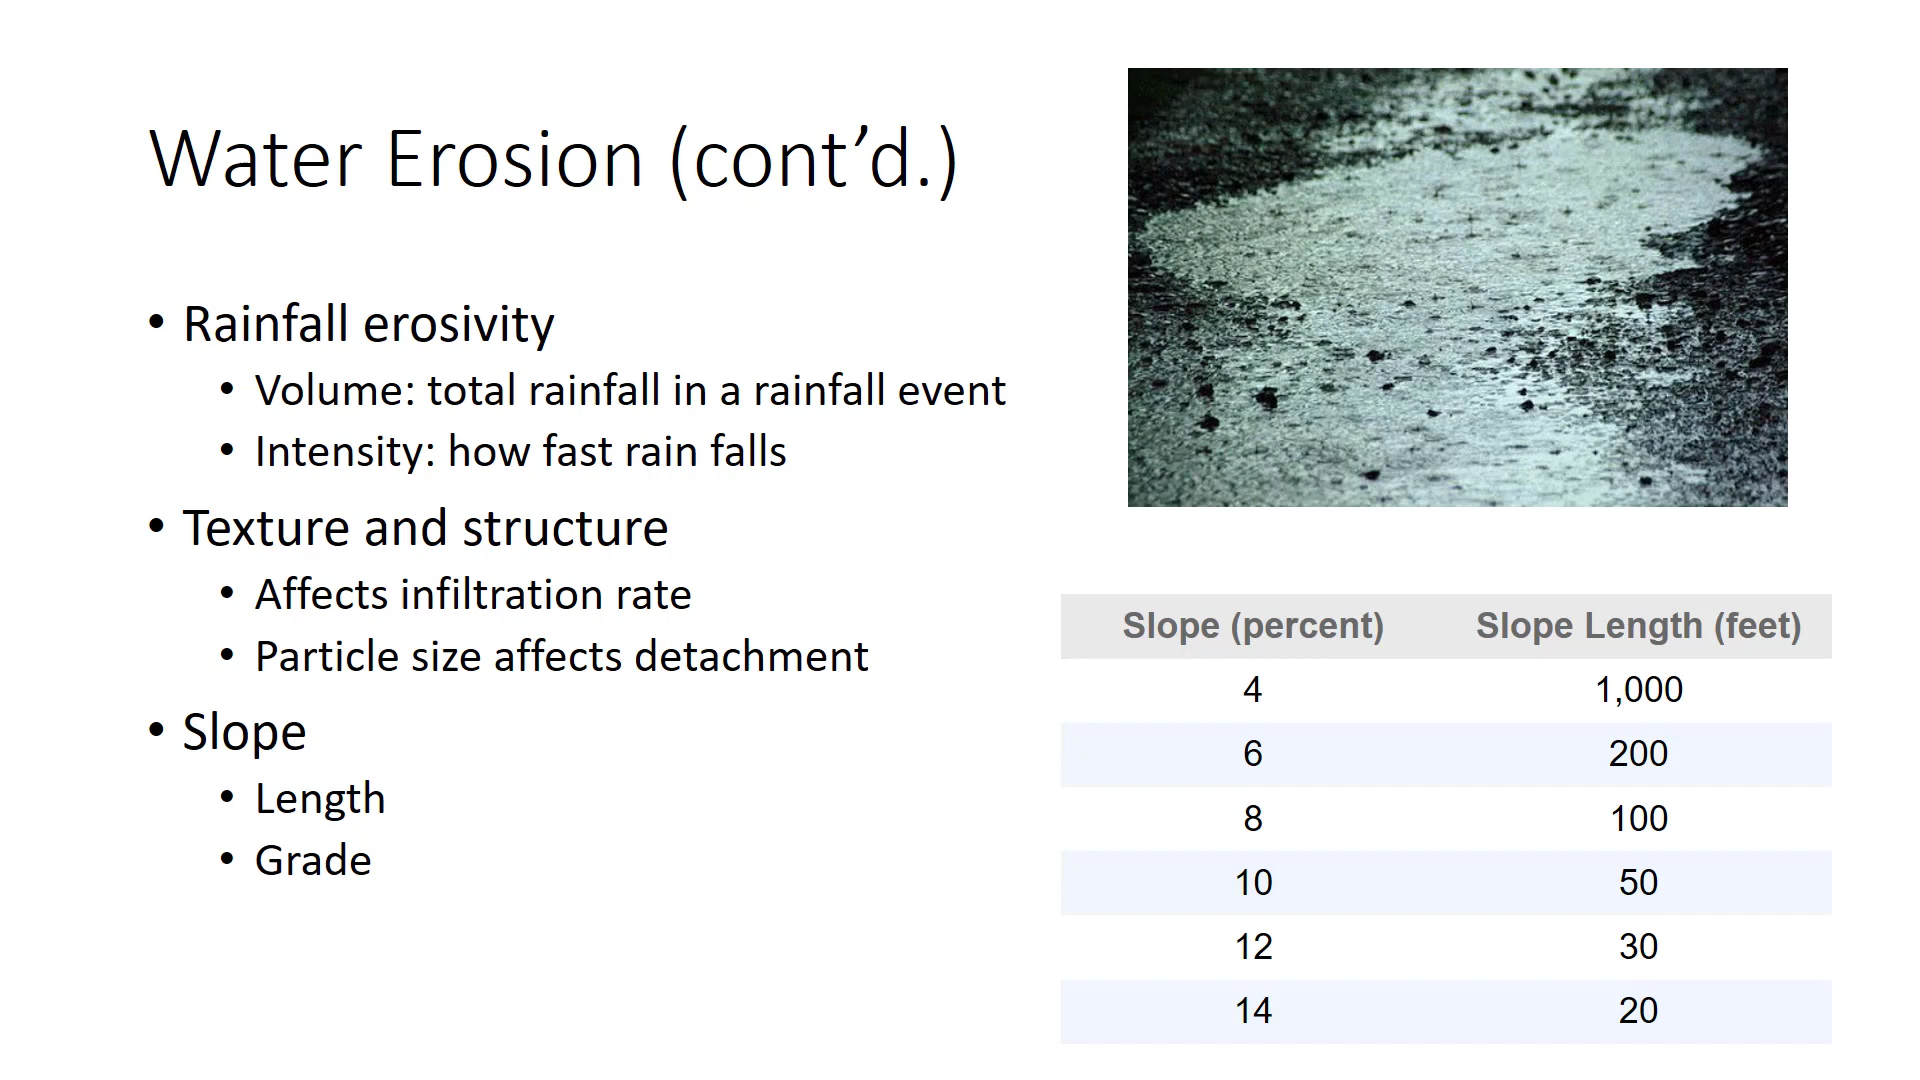 Water Erosion (cont’d.)
• Rainfall erosivity
• Volume: total rainfall in a rainfall event
• Intensity: how fast rain falls
• Texture and structure
• Affects infiltration rate
• Particle size affects detachment
• Slope
• Length
• Grade
Slope (percent) Slope Length (feet)
4 1,000
6 200
8 100
10 50
12 30
14 20